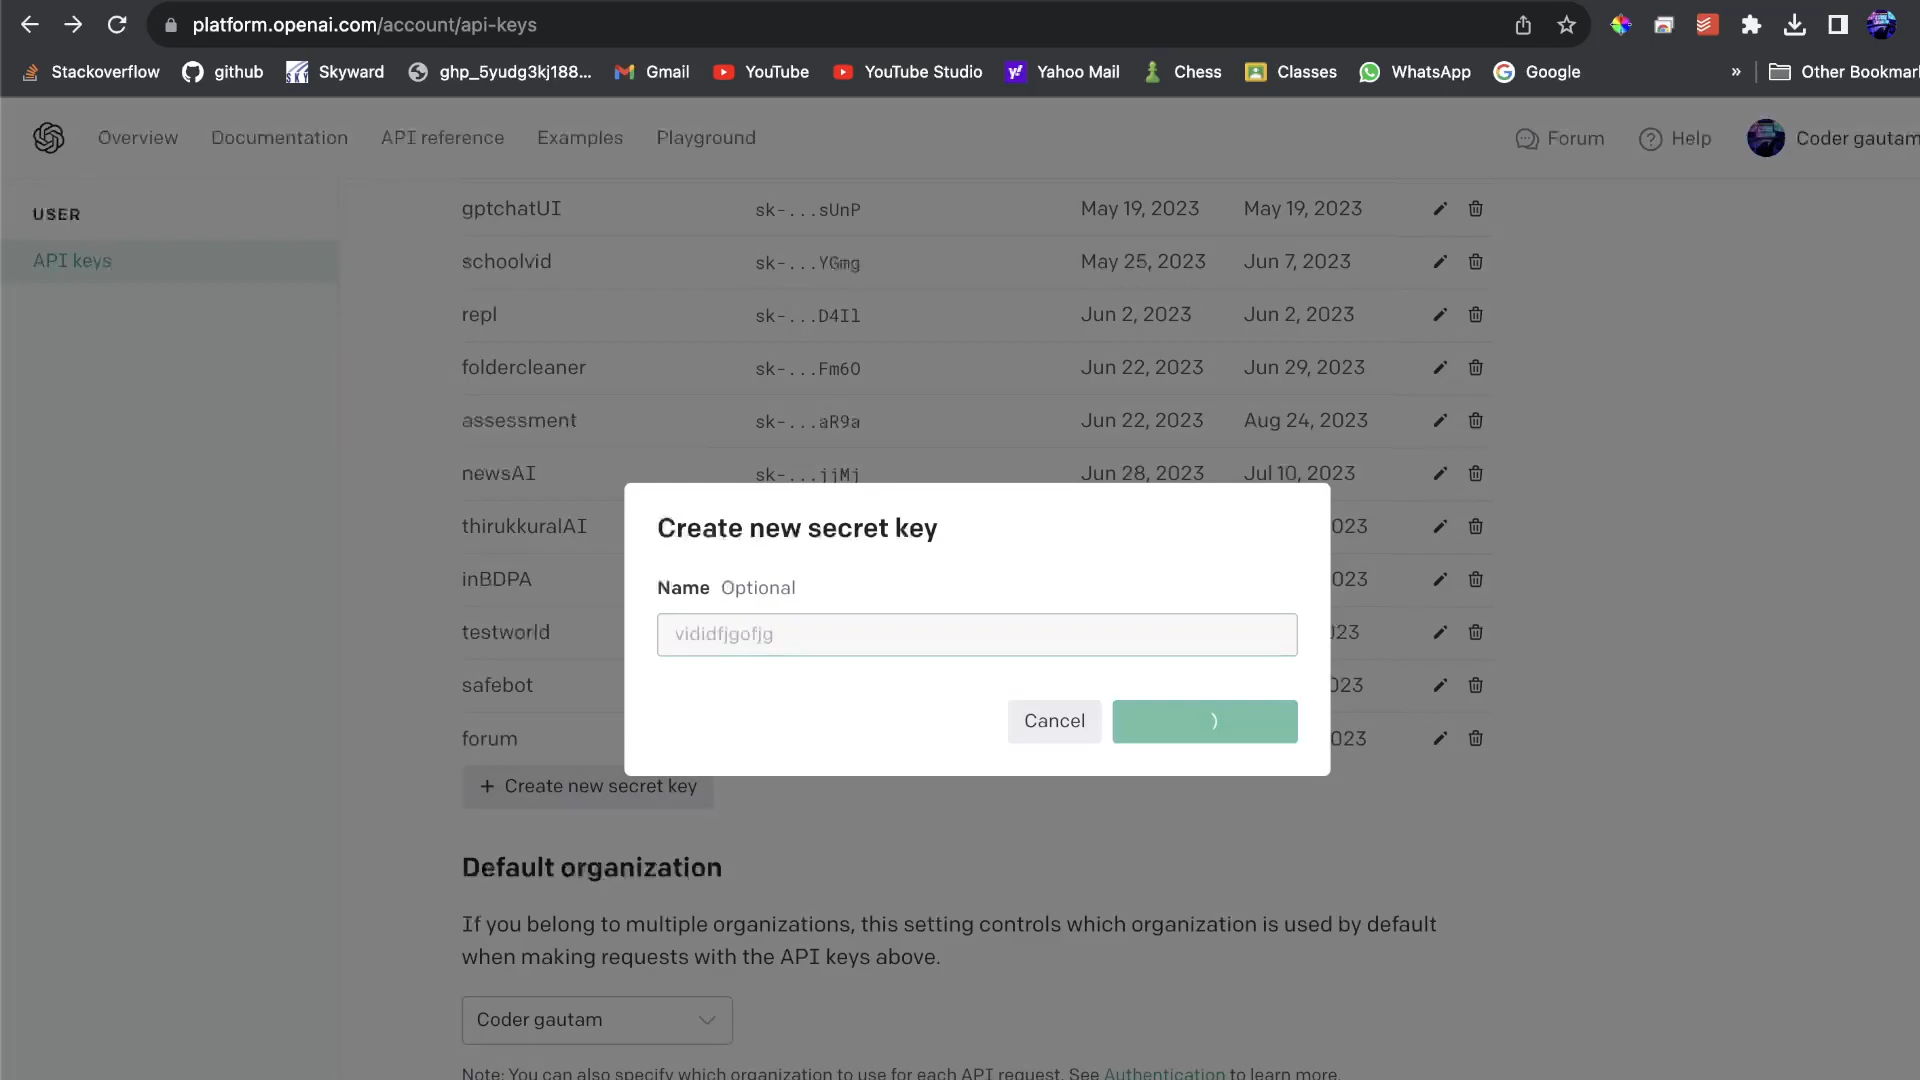 platform.openai.com/account/api-keys
Stackoverflow github Skyward ghp_5yudg3kj188... Gmail YouTube YouTube Studio Yahoo Mail Chess Classes WhatsApp Google » Other Bookmar
Overview Documentation API reference Examples Playground Forum Help Coder gautam
USER
API keys
gptchatUI sk-...sUnP May 19, 2023 May 19, 2023
schoolvid sk-...YGmg May 25, 2023 Jun 7, 2023
repl sk-...D4Il Jun 2, 2023 Jun 2, 2023
foldercleaner sk-...Fm6O Jun 22, 2023 Jun 29, 2023
assessment sk-...aR9a Jun 22, 2023 Aug 24, 2023
newsAI sk-...jjMj Jun 28, 2023 Jul 10, 2023
thirukkuralAI 023
inBDPA 023
testworld 023
safebot 023
forum 023
Create new secret key
Name Optional
vididfjgofjg
Cancel
+ Create new secret key
Default organization
If you belong to multiple organizations, this setting controls which organization is used by default
when making requests with the API keys above.
Coder gautam
Note: You can also specify which organization to use for each API request. See Authentication to learn more.